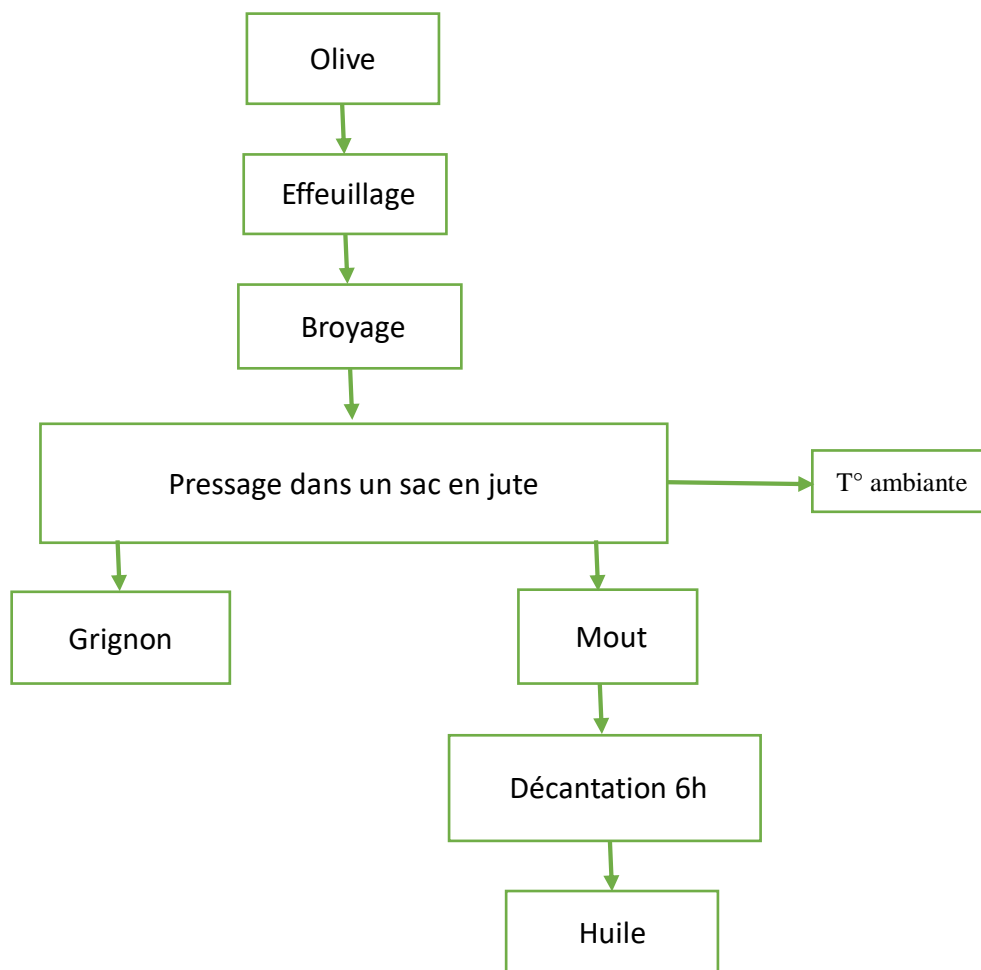 Olive
Effeuillage
Broyage
Pressage dans un sac en jute
T° ambiante
Grignon
Mout
Décantation 6h
Huile